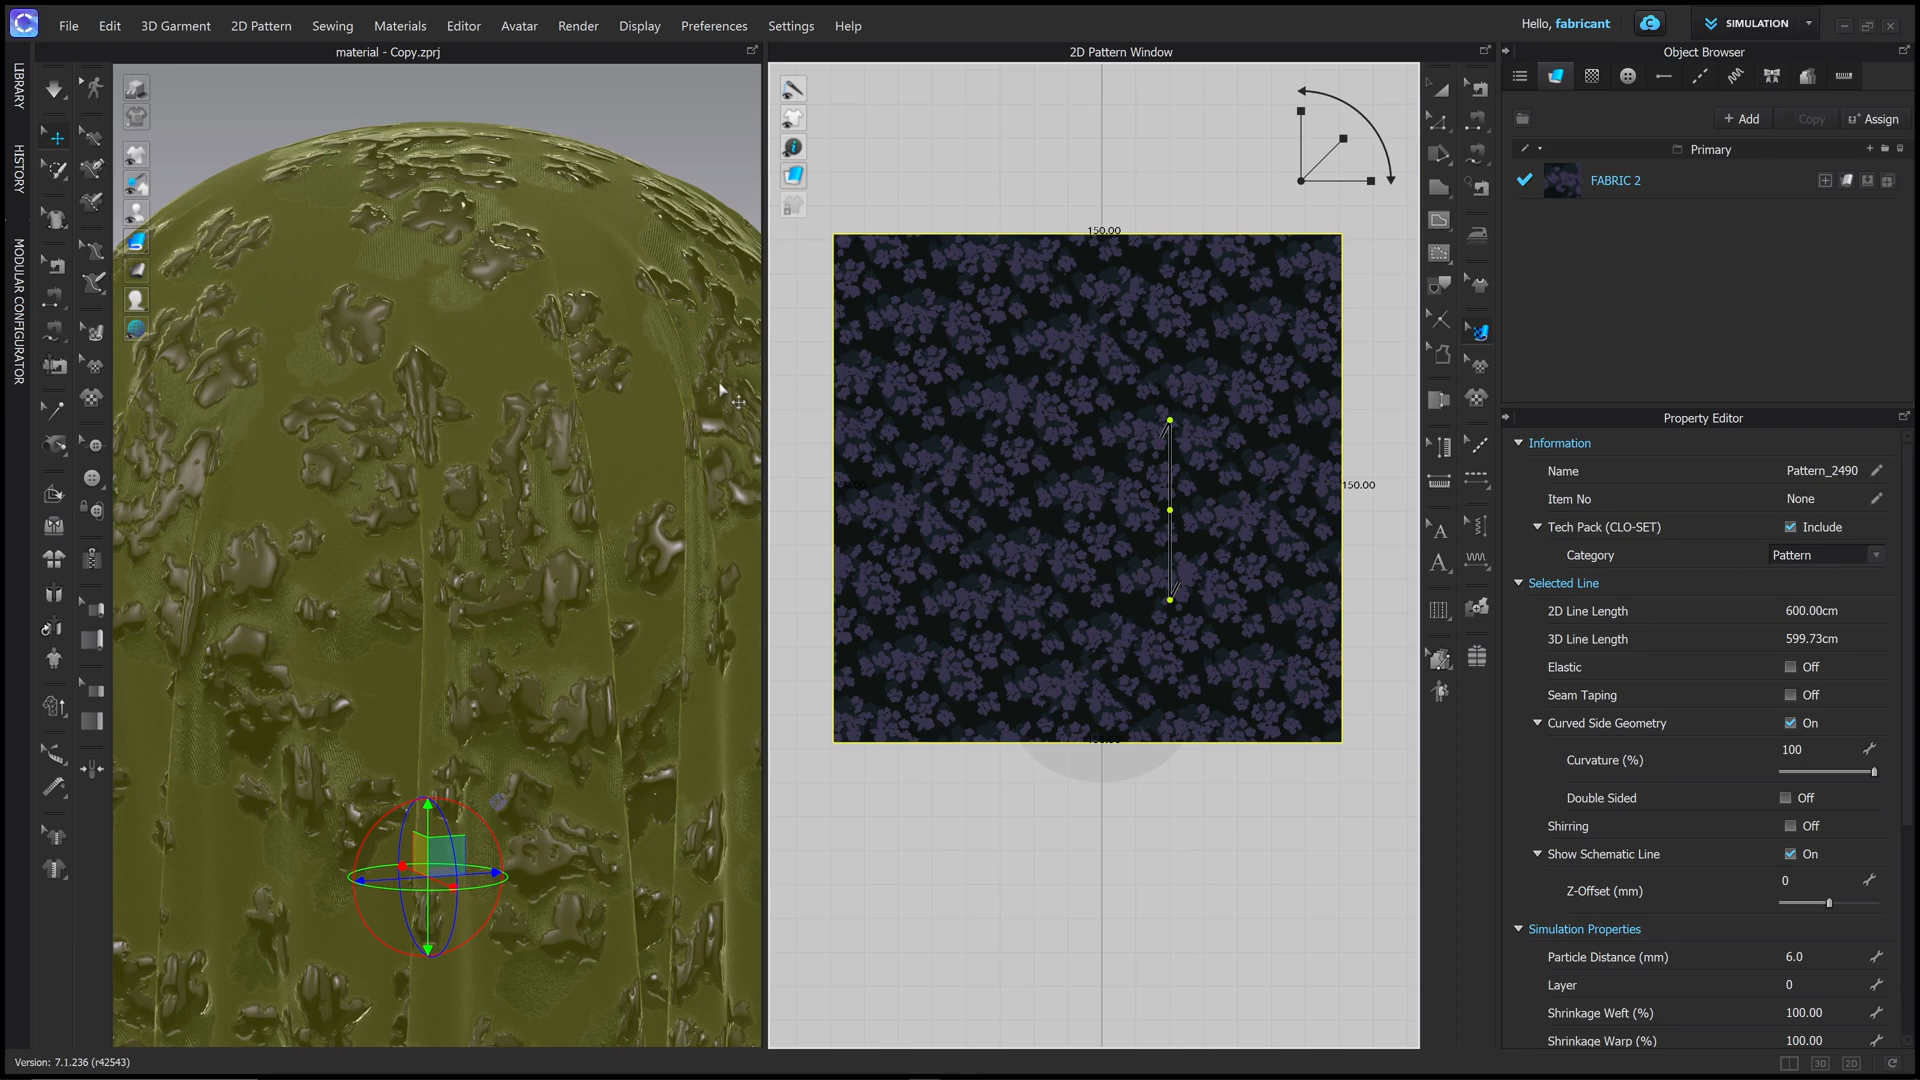 File Edit 3D Garment 2D Pattern Sewing Materials Editor Avatar Render Display Preferences Settings Help
Hello, fabricant
SIMULATION
material - Copy.zprj
2D Pattern Window
Object Browser
LIBRARY
HISTORY
MODULAR CONFIGURATOR
+ Add
Copy
Assign
Primary
FABRIC 2
150.00
150.00
Property Editor
Information
Name Pattern_2490
Item No None
Tech Pack (CLO-SET) Include
Category Pattern
Selected Line
2D Line Length 600.00cm
3D Line Length 599.73cm
Elastic Off
Seam Taping Off
Curved Side Geometry On
Curvature (%) 100
Double Sided Off
Shirring Off
Show Schematic Line On
Z-Offset (mm) 0
Simulation Properties
Particle Distance (mm) 6.0
Layer 0
Shrinkage Weft (%) 100.00
Shrinkage Warp (%) 100.00
Version: 7.1.236 (r42543)
3D
2D